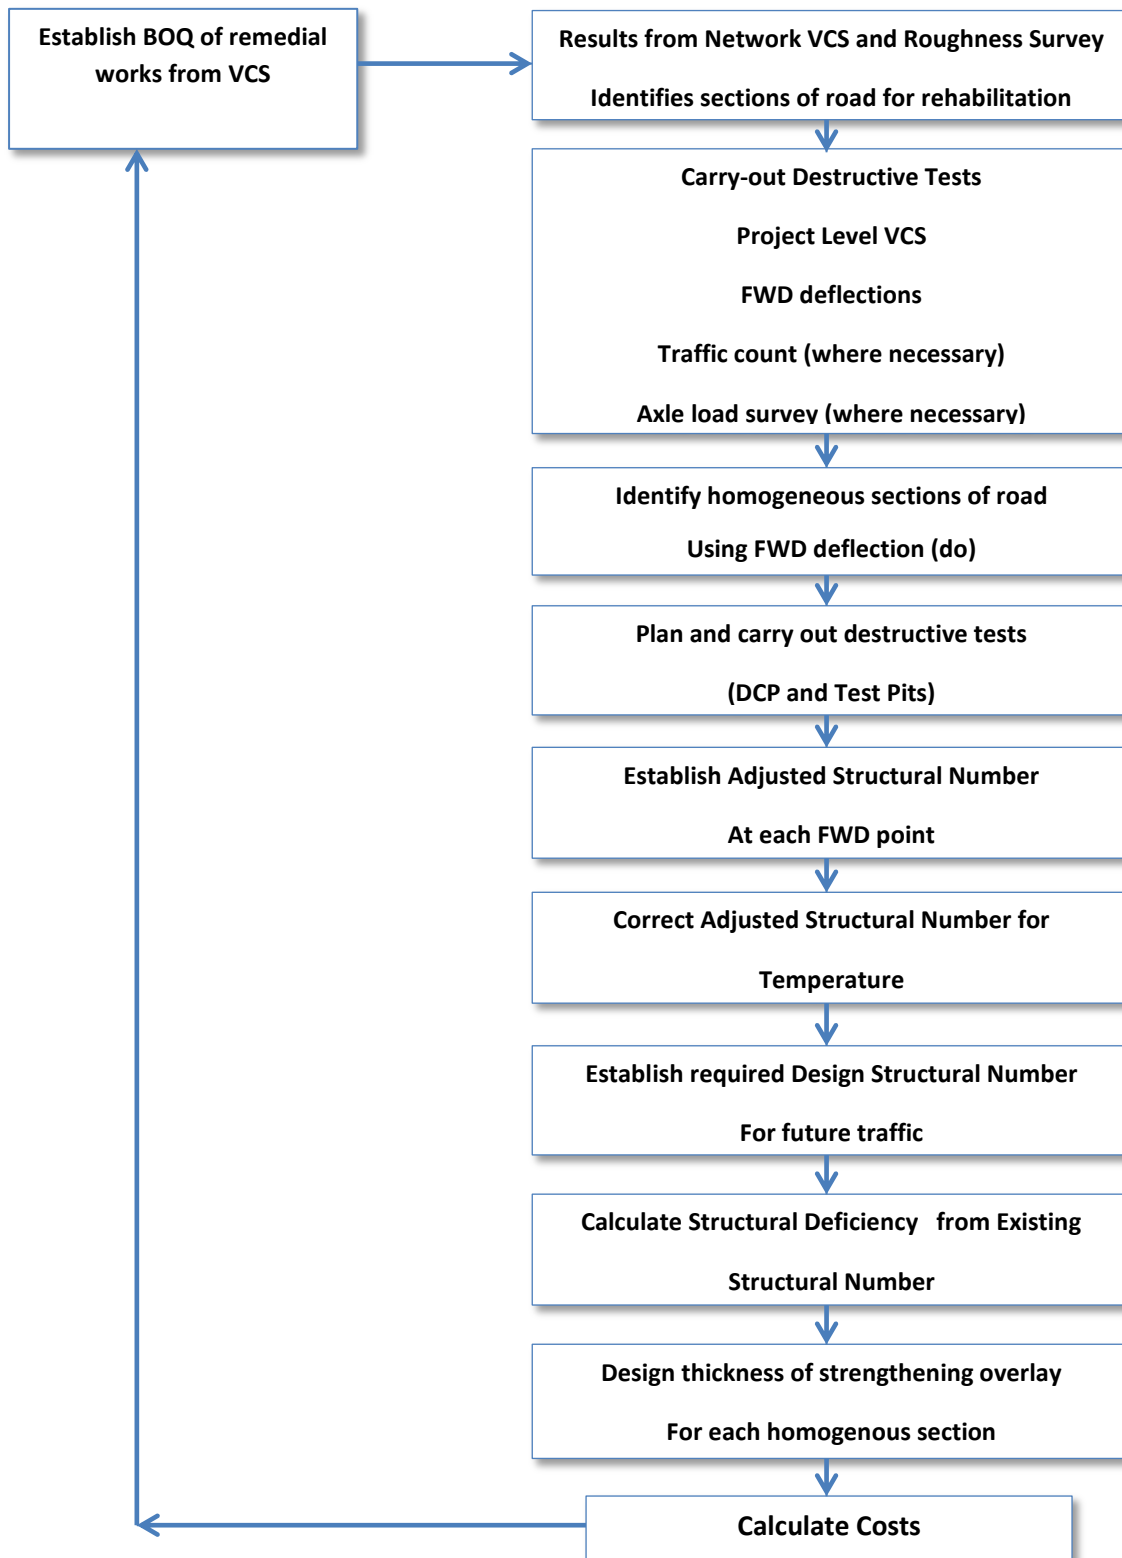 Establish BOQ of remedial
works from VCS
Results from Network VCS and Roughness Survey
Identifies sections of road for rehabilitation
Carry-out Destructive Tests
Project Level VCS
FWD deflections
Traffic count (where necessary)
Axle load survey (where necessary)
Identify homogeneous sections of road
Using FWD deflection (do)
Plan and carry out destructive tests
(DCP and Test Pits)
Establish Adjusted Structural Number
At each FWD point
Correct Adjusted Structural Number for
Temperature
Establish required Design Structural Number
For future traffic
Calculate Structural Deficiency from Existing
Structural Number
Design thickness of strengthening overlay
For each homogenous section
Calculate Costs